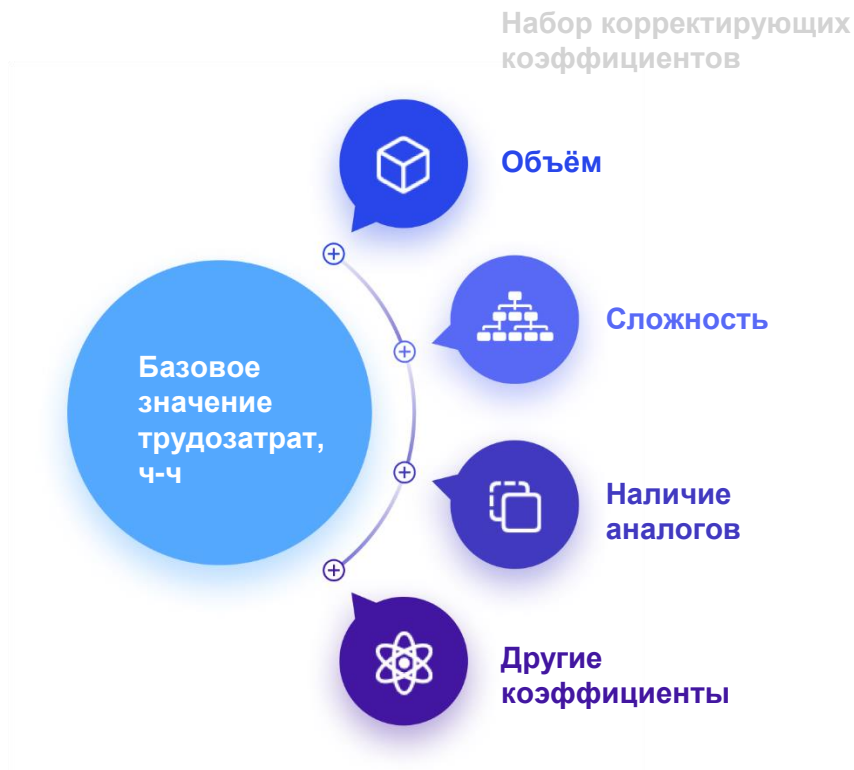 Набор корректирующих
коэффициентов
Объём
Сложность
Базовое
значение
трудозатрат,
ч-ч
Наличие
аналогов
Другие
коэффициенты